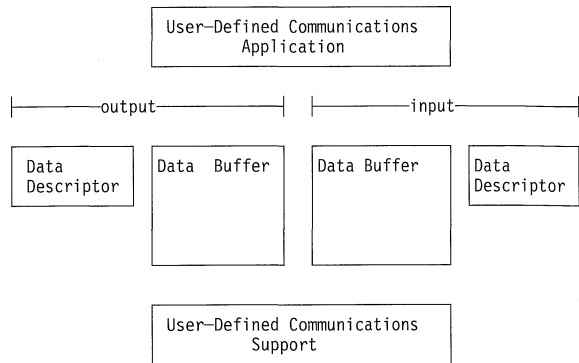 User-Defined Communications
Application
output
input
Data
Descriptor
Data Buffer
Data Buffer
Data
Descriptor
User-Defined Communications
Support